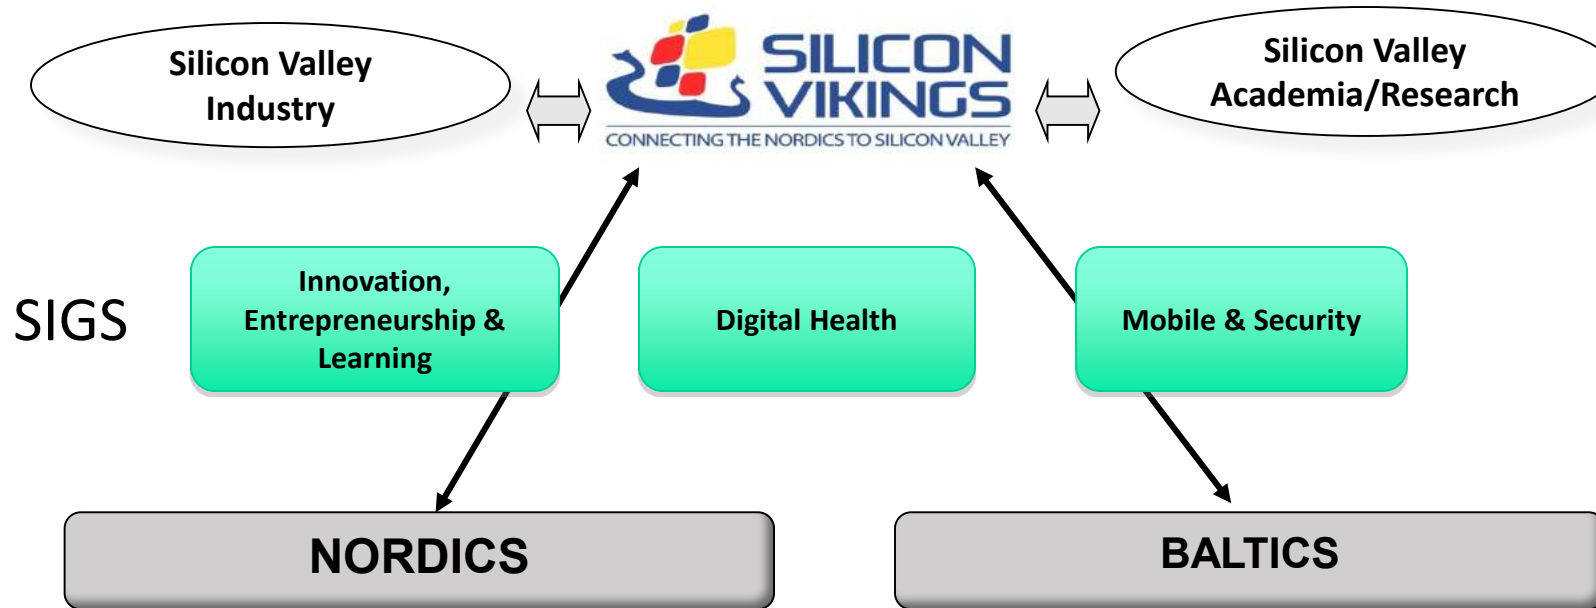 Silicon Valley
Industry
SILICON
VIKINGS
CONNECTING THE NORDICS TO SILICON VALLEY
Silicon Valley
Academia/Research
SIGS
Innovation,
Entrepreneurship &
Learning
Digital Health
Mobile & Security
NORDICS
BALTICS